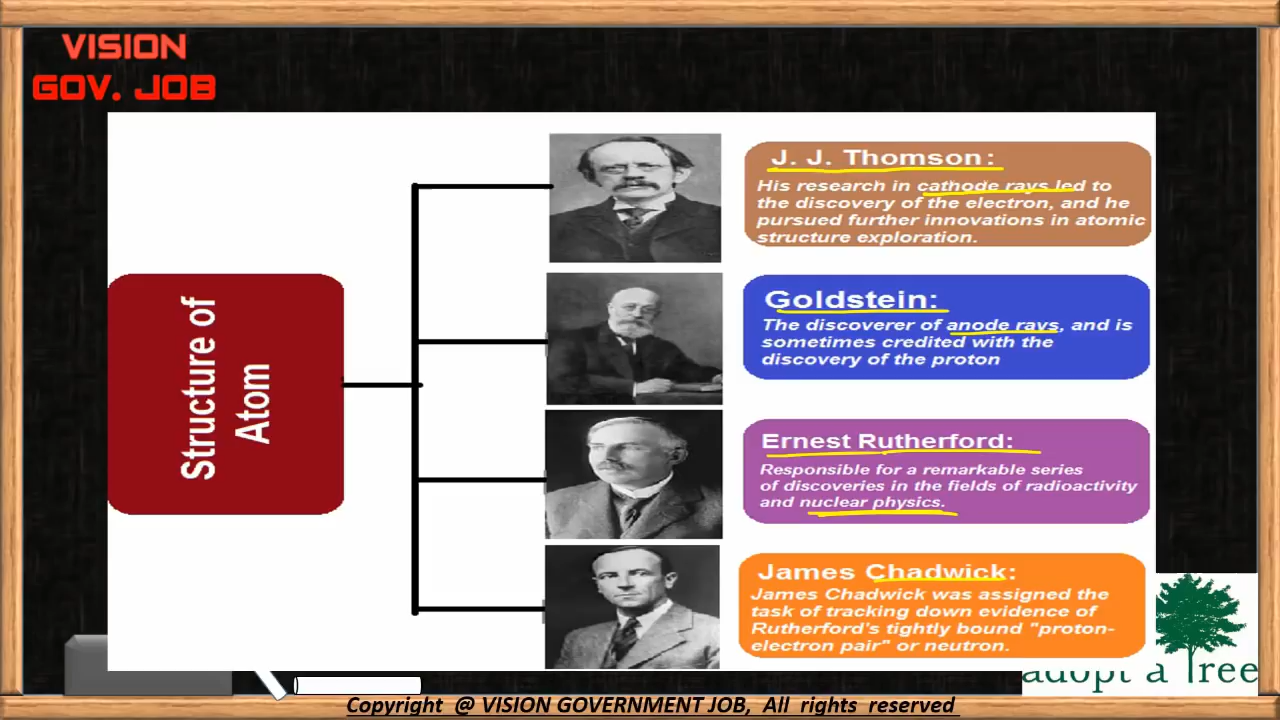 VISION
GOV. JOB
Structure of
Atom
J. J. Thomson:
His research in cathode rays led to
the discovery of the electron, and he
pursued further innovations in atomic
structure exploration.
Goldstein:
The discoverer of anode rays, and is
sometimes credited with the
discovery of the proton
Ernest Rutherford:
Responsible for a remarkable series
of discoveries in the fields of radioactivity
and nuclear physics.
James Chadwick:
James Chadwick was assigned the
task of tracking down evidence of
Rutherford's tightly bound "proton-
electron pair" or neutron.
adopt a Tree
Copyright @ VISION GOVERNMENT JOB, All rights reserved